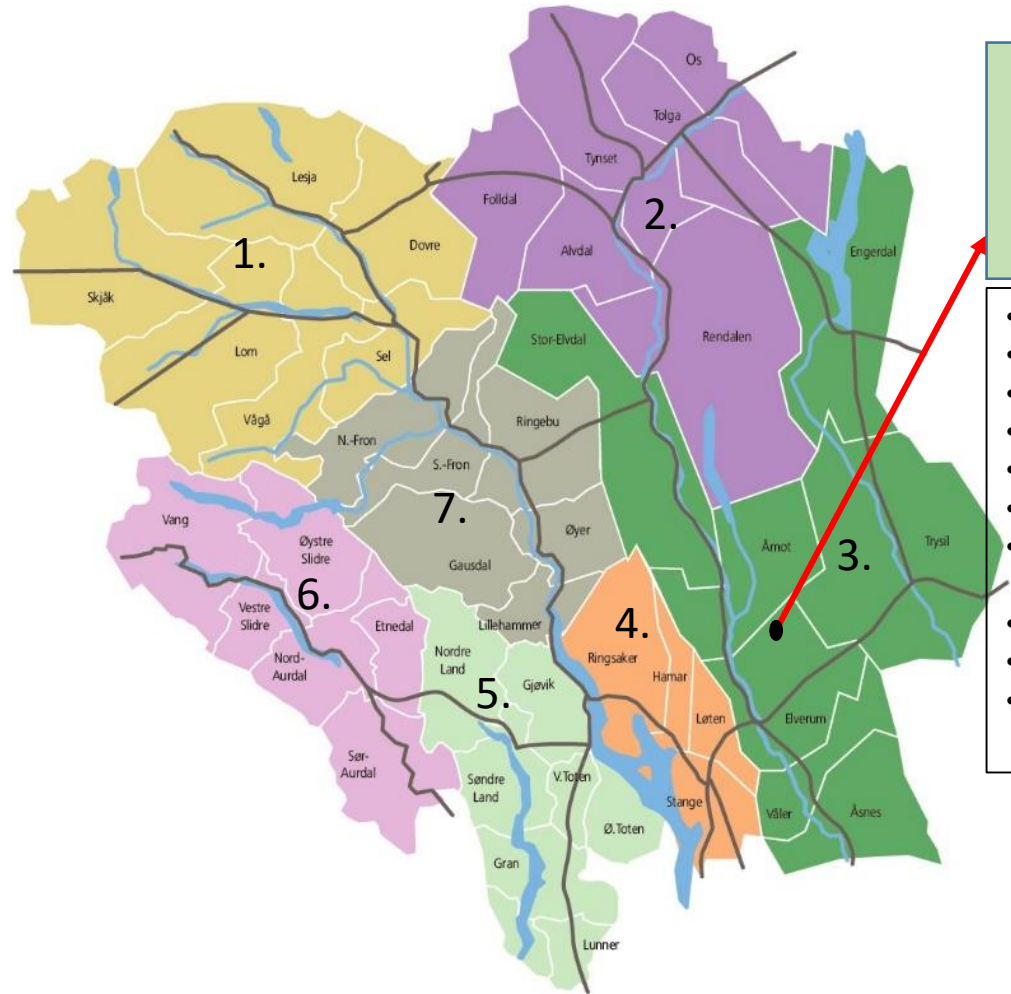 Os
Tolga
Tynset
Lesja
Folldal
2.
Engerdal
1.
Dovre
Alvdal
Skjåk
Rendalen
Stor-Elvdal
Lom
Sel
Vågå
Ringebu
N.-Fron
S.-Fron
7.
Vang
Øyer
Åmot
Trysil
Øystre
Slidre
Gausdal
3.
6.
Vestre
Slidre
Etnedal
Lillehammer
4.
Nordre
Land
Ringsaker
Nord-
Aurdal
Gjøvik
Hamar
5.
Løten
Elverum
Sør-
Aurdal
Søndre
Land
V.Toten
Stange
Våler
Åsnes
Ø.Toten
Gran
Lunner
•
•
•
•
•
•
•
•
•
•